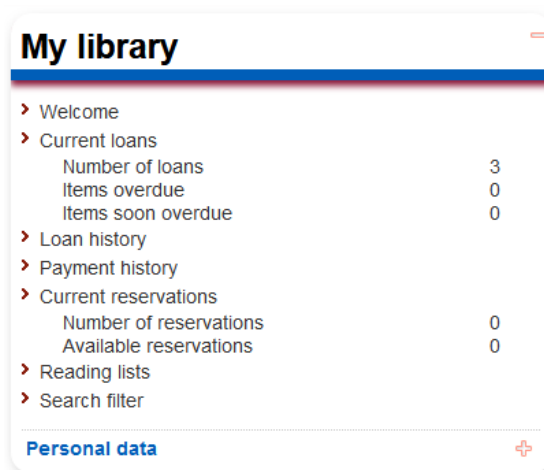 My library
Welcome
Current loans
Number of loans 3
Items overdue 0
Items soon overdue 0
Loan history
Payment history
Current reservations
Number of reservations 0
Available reservations 0
Reading lists
Search filter
Personal data